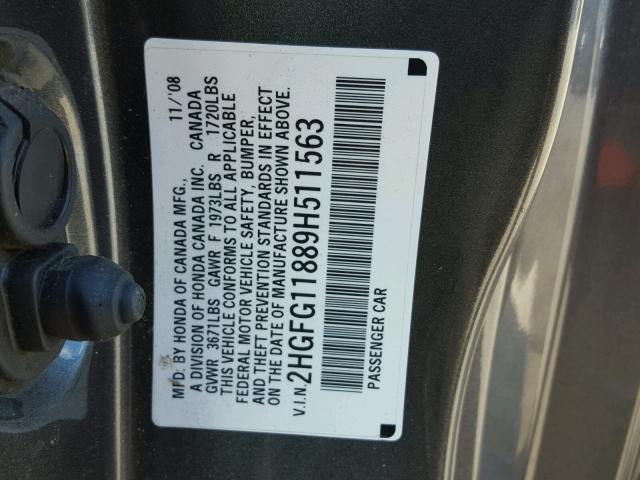 MFD. BY HONDA OF CANADA MFG., 11/'08
A DIVISION OF HONDA CANADA INC. CANADA
GVWR 3671LBS GAWR F 1973LBS R 1720LBS
THIS VEHICLE CONFORMS TO ALL APPLICABLE
FEDERAL MOTOR VEHICLE SAFETY, BUMPER,
AND THEFT PREVENTION STANDARDS IN EFFECT
ON THE DATE OF MANUFACTURE SHOWN ABOVE.
V.I.N. 2HGFG11889H511563
PASSENGER CAR